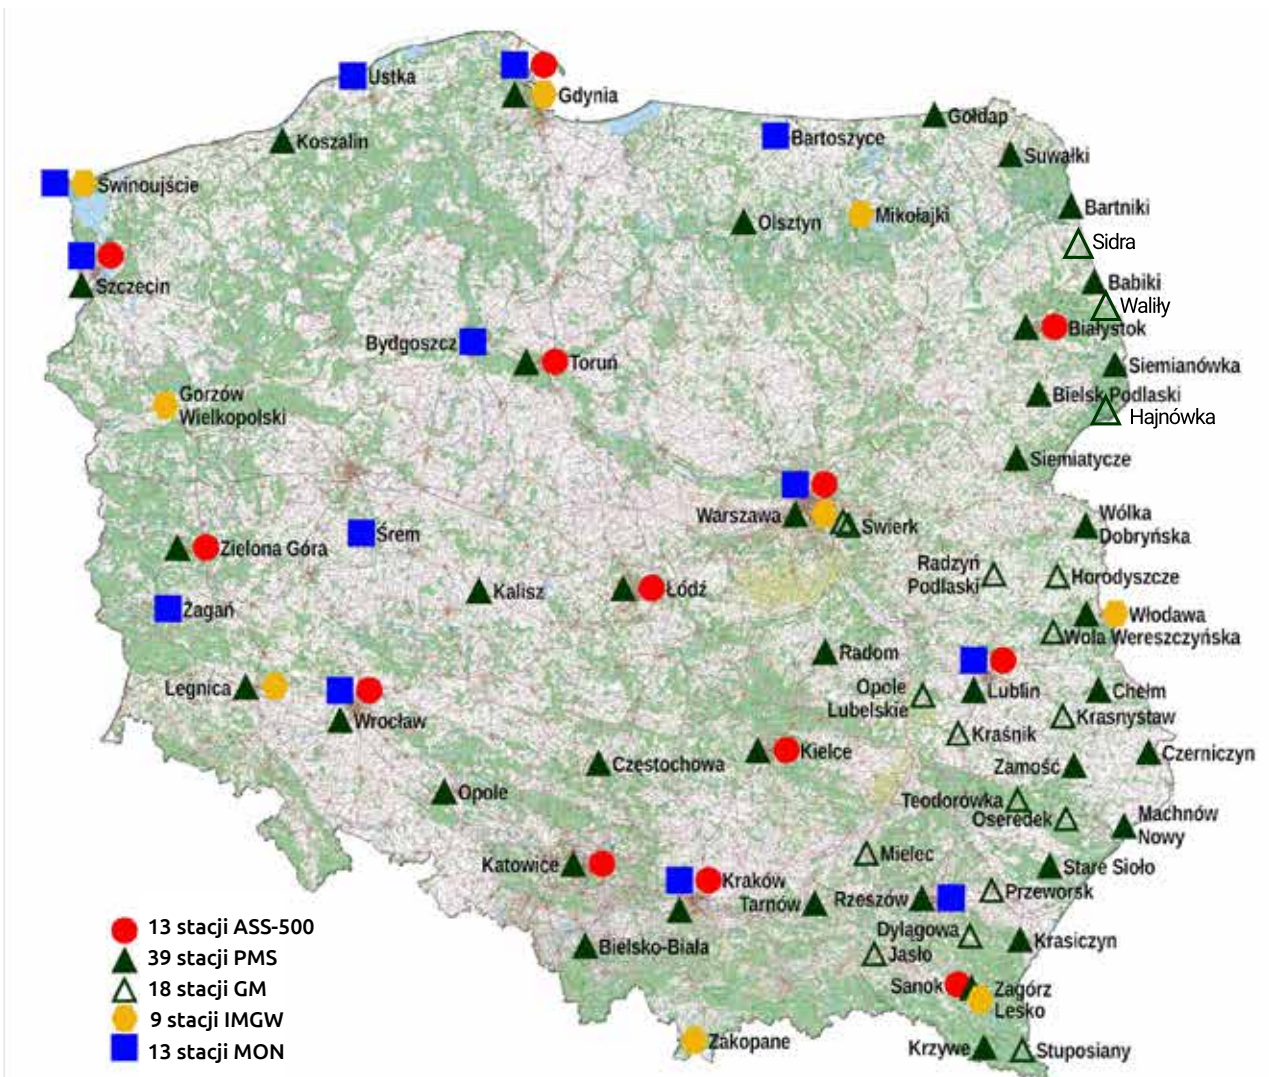 Ustka
Gdynia
Koszalin
Gołdap
Bartoszyce
Suwałki
Świnoujście
Bartniki
Mikołajki
Olsztyn
Sidra
Babiki
Szczecin
Waliły
Białystok
Bydgoszcz
Toruń
Siemianówka
Gorzów
Wielkopolski
Bielsk Podlaski
Hajnówka
Siemiatycze
Warszawa
Swierk
Wólka
Dobryńska
Śrem
Zielona Góra
Radzyń
Podlaski
Horodyszcze
Kalisz
Łódź
Żagań
Włodawa
Wola Wereszczyńska
Radom
Legnica
Opole
Lubelskie
Lublin
Chełm
Wrocław
Krasnystaw
Kraśnik
Kielce
Czerniczyn
Częstochowa
Zamość
Opole
Teodorówka
Oseredek
Machnów
Nowy
Mielec
Katowice
Stare Sioło
Kraków
Przeworsk
Tarnów
Rzeszów
Dylągowa
Krasiczyn
Bielsko-Biała
Jasło
Sanok
Zagórz
Lesko
Zakopane
Krzywe
Stuposiany
13 stacji ASS-500
39 stacji PMS
18 stacji GM
9 stacji IMGW
13 stacji MON